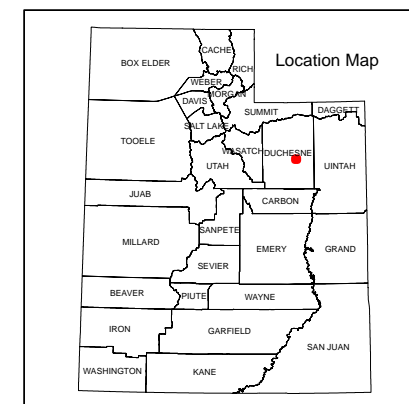 Location Map
BOX ELDER
CACHE
RICH
WEBER
MORGAN
DAVIS
SUMMIT
DAGGETT
SALT LAKE
TOOELE
WASATCH
DUCHESNE
UTAH
UINTAH
JUAB
CARBON
SANPETE
MILLARD
EMERY
GRAND
SEVIER
BEAVER
PIUTE
WAYNE
IRON
GARFIELD
SAN JUAN
WASHINGTON
KANE